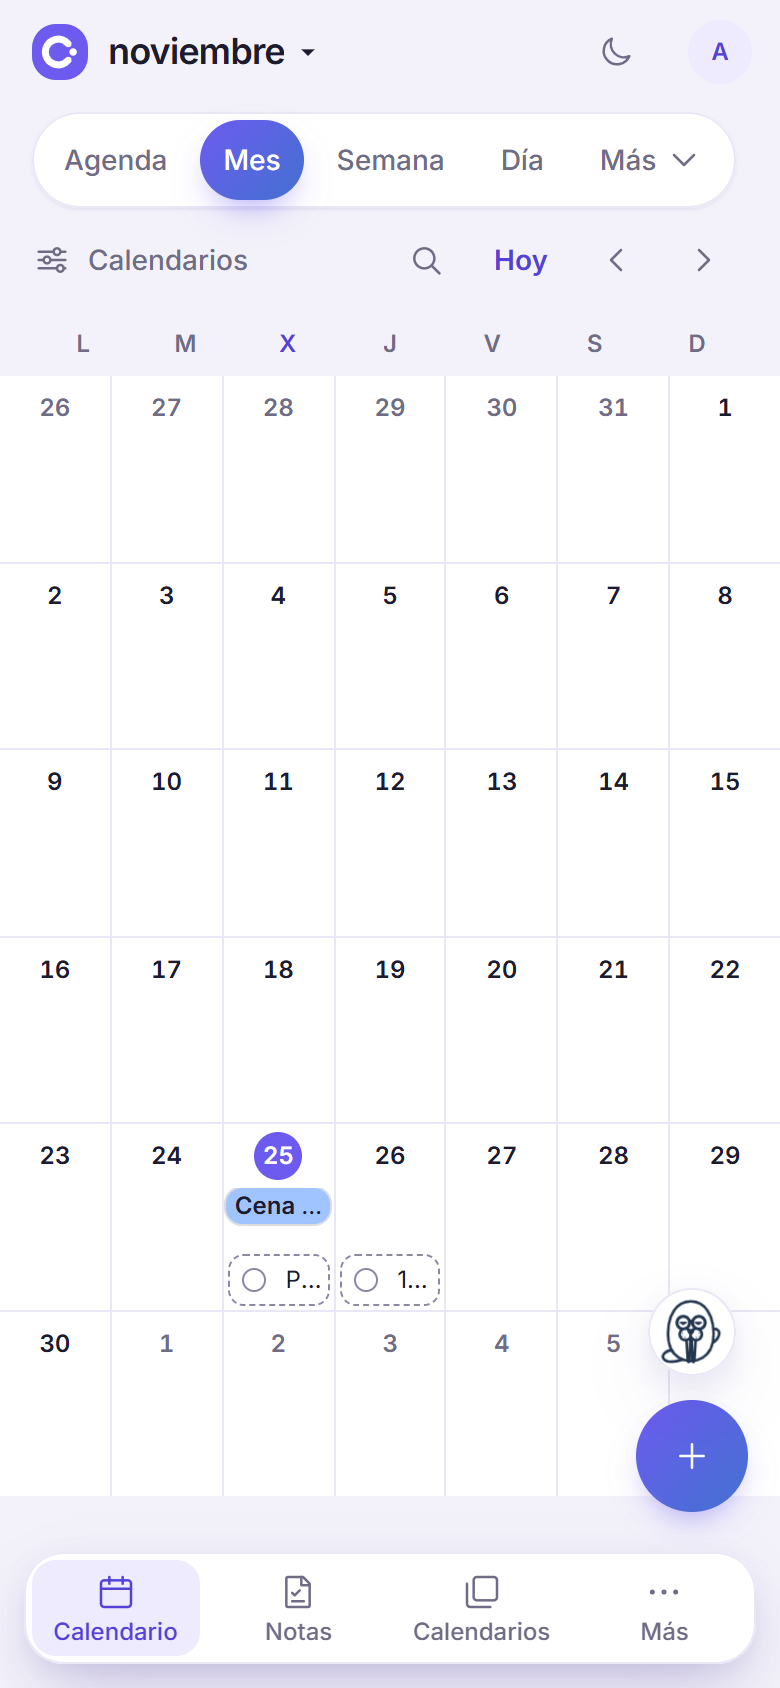 noviembre
A
Agenda Mes Semana Día Más
Calendarios Hoy
L M X J V S D
26 27 28 29 30 31 1
2 3 4 5 6 7 8
9 10 11 12 13 14 15
16 17 18 19 20 21 22
23 24 25 26 27 28 29
Cena ...
P... 1...
30 1 2 3 4 5
Calendario Notas Calendarios Más